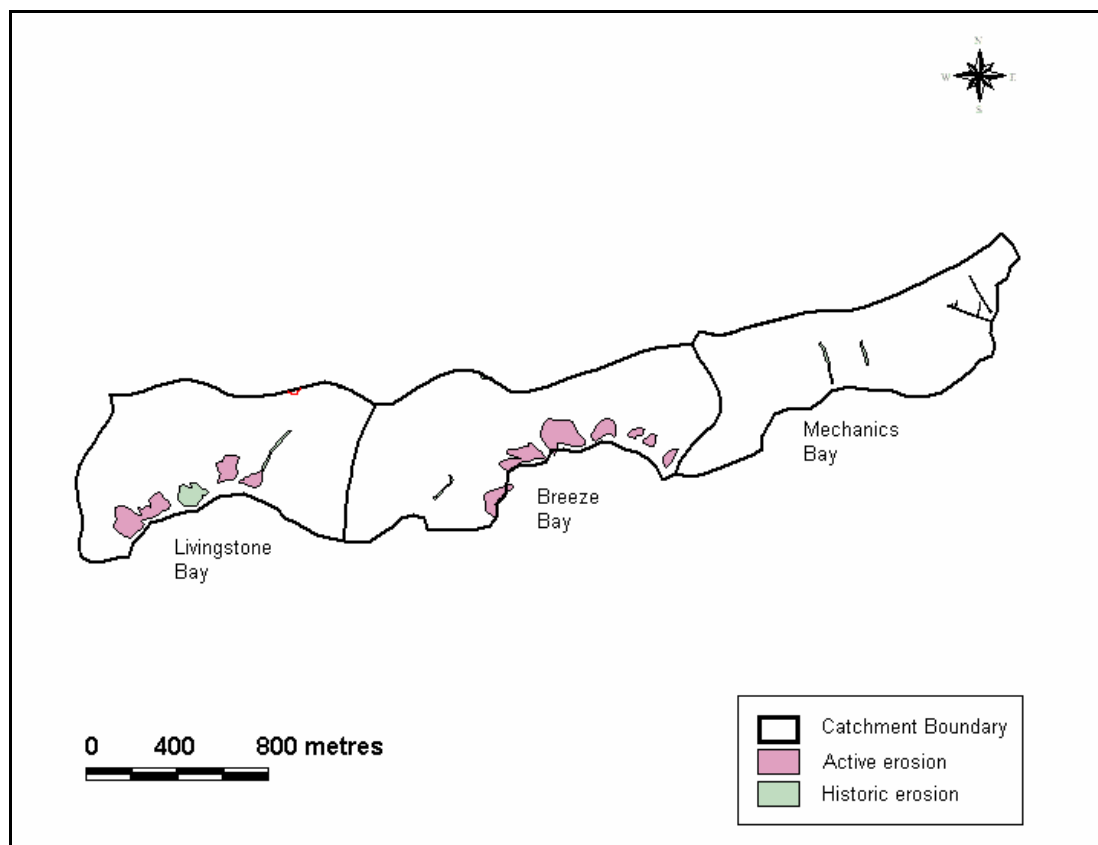 N
W E
S
Mechanics
Bay
Breeze
Bay
Livingstone
Bay
0 400 800 metres
Catchment Boundary
Active erosion
Historic erosion